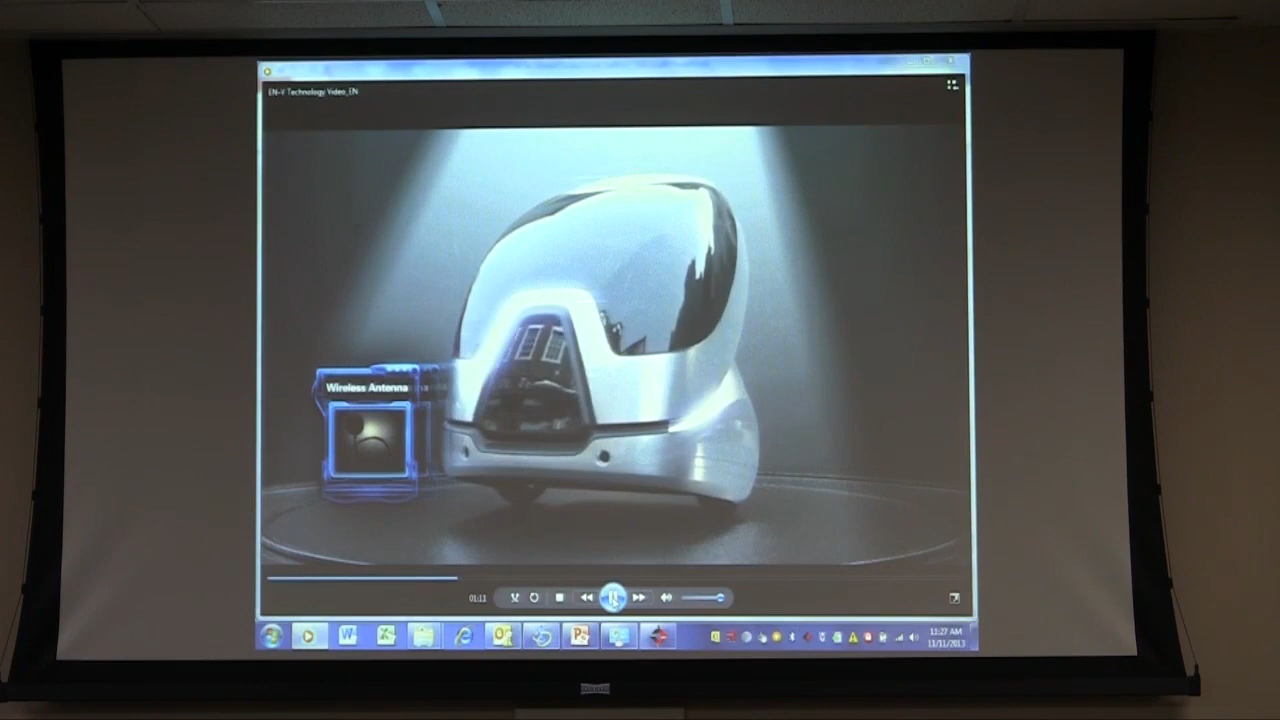 EN-V Technology Video_EN
Wireless Antenna
01:11
11:27 AM
11/11/2013